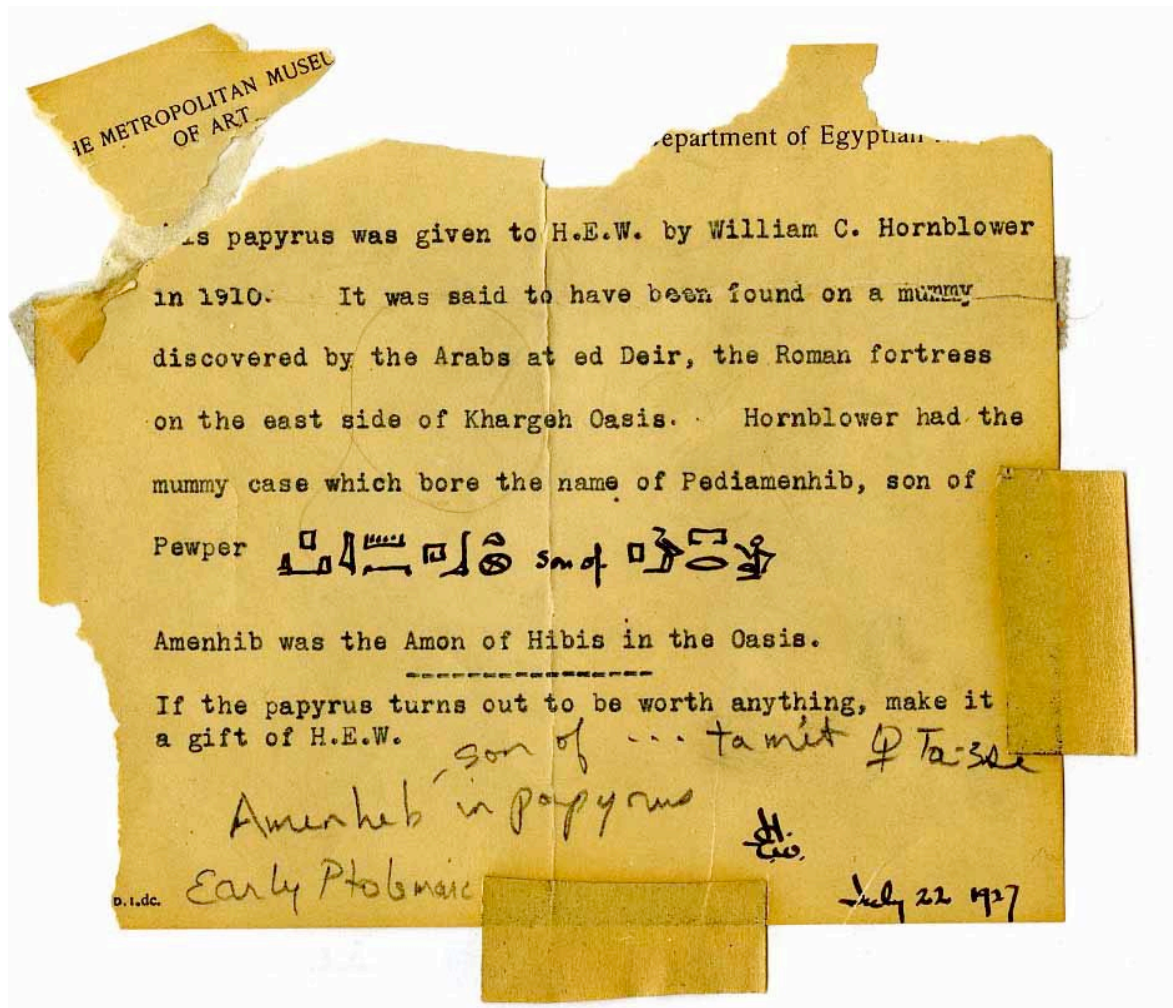 HE METROPOLITAN MUSEU
OF ART
epartment of Egyptian
is papyrus was given to H.E.W. by William C. Hornblower
in 1910. It was said to have been found on a mummy
discovered by the Arabs at ed Deir, the Roman fortress
on the east side of Khargeh Oasis. Hornblower had the
mummy case which bore the name of Pediamenhib, son of
Pewper son of
Amenhib was the Amon of Hibis in the Oasis.
If the papyrus turns out to be worth anything, make it
a gift of H.E.W.
son of ... tamit ♀
Amenheb in papyrus
H.E.W.
Early Ptolemaic
D.I.dc.
July 22 1927